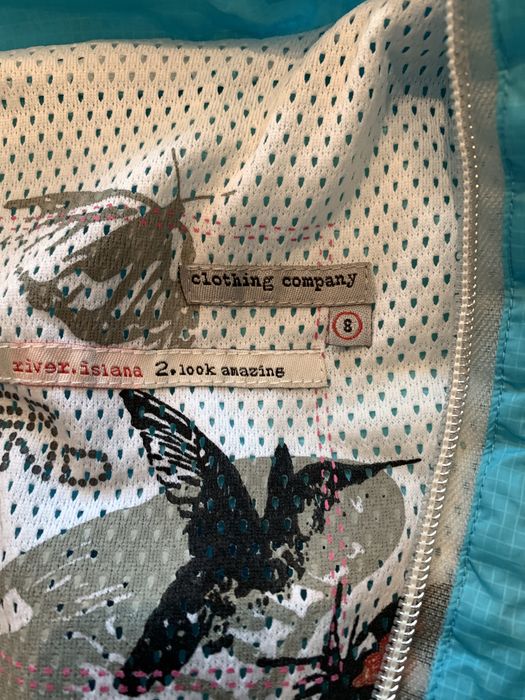 clothing company
8
river.island 2.look amazing